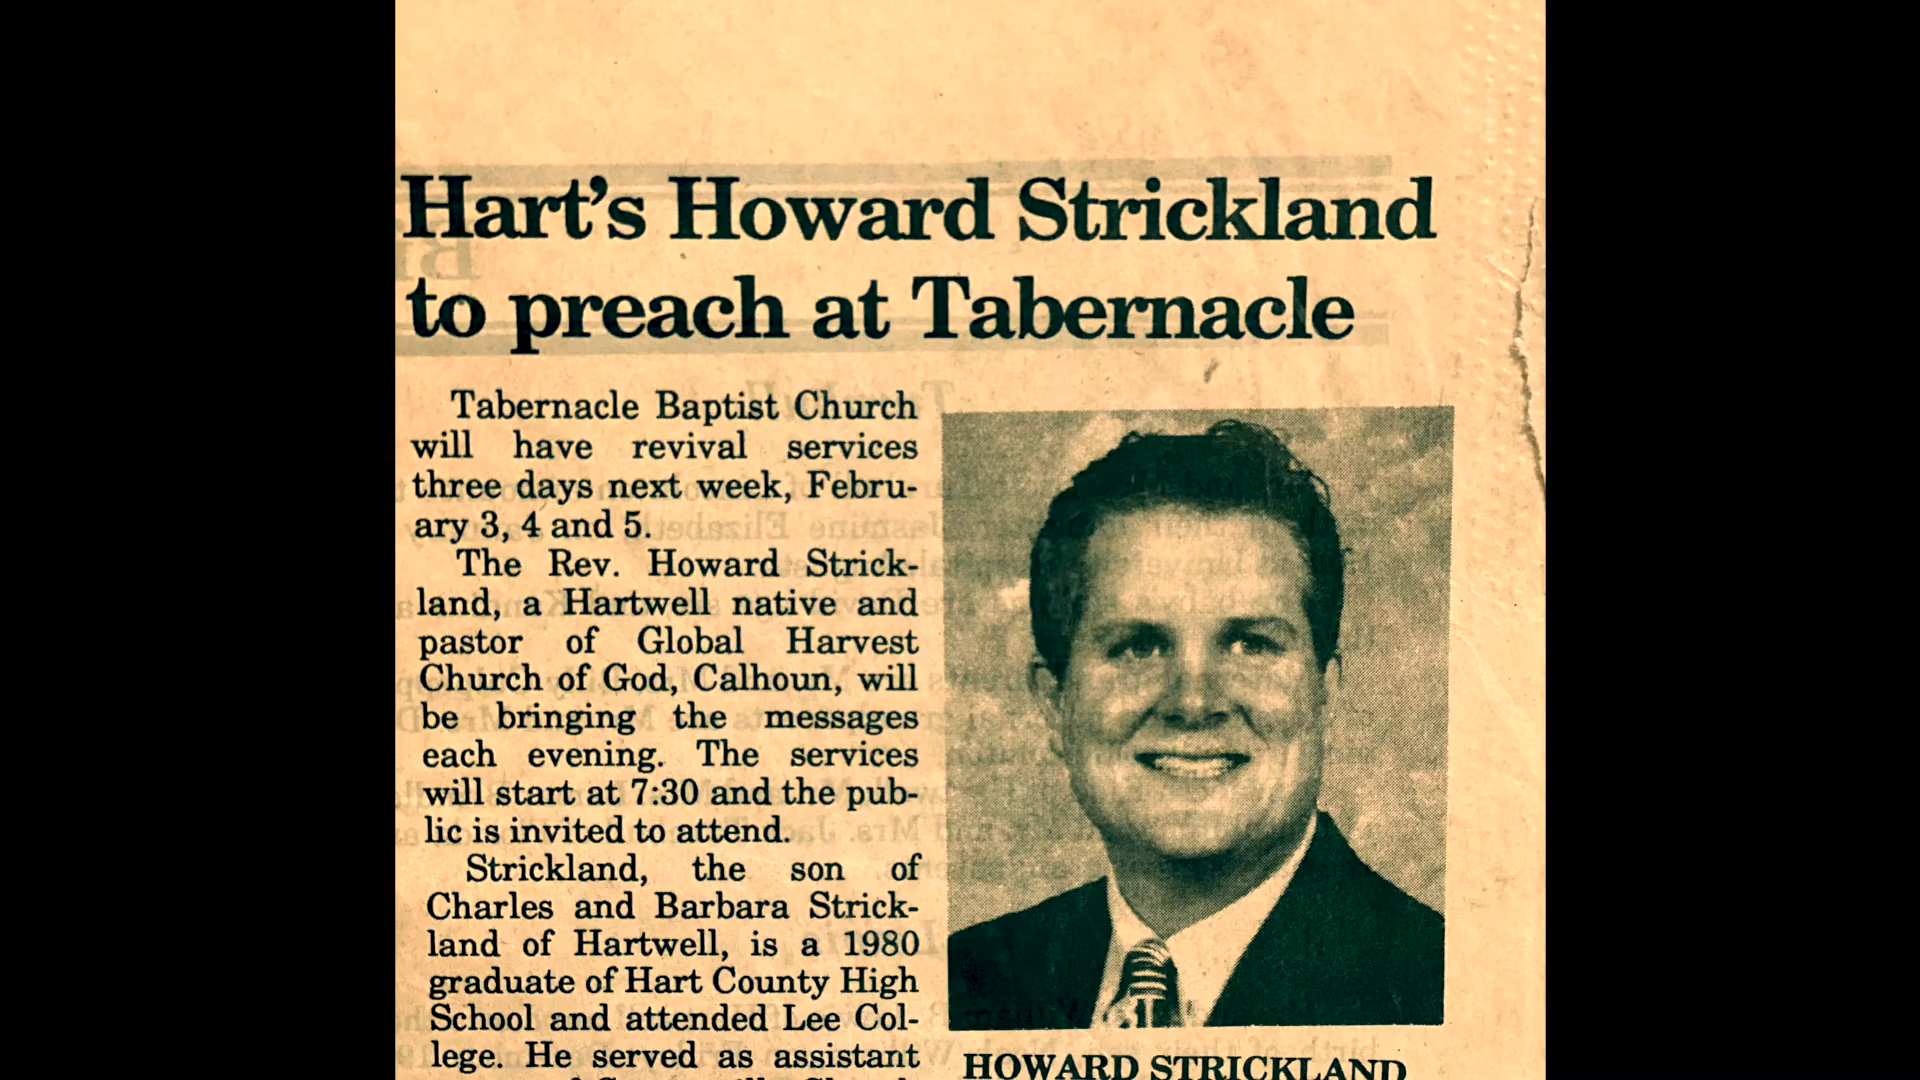 Hart's Howard Strickland
to preach at Tabernacle
Tabernacle Baptist Church
will have revival services
three days next week, Febru-
ary 3, 4 and 5.
The Rev. Howard Strick-
land, a Hartwell native and
pastor of Global Harvest
Church of God, Calhoun, will
be bringing the messages
each evening. The services
will start at 7:30 and the pub-
lic is invited to attend.
Strickland, the son of
Charles and Barbara Strick-
land of Hartwell, is a 1980
graduate of Hart County High
School and attended Lee Col-
lege. He served as assistant
HOWARD STRICKLAND